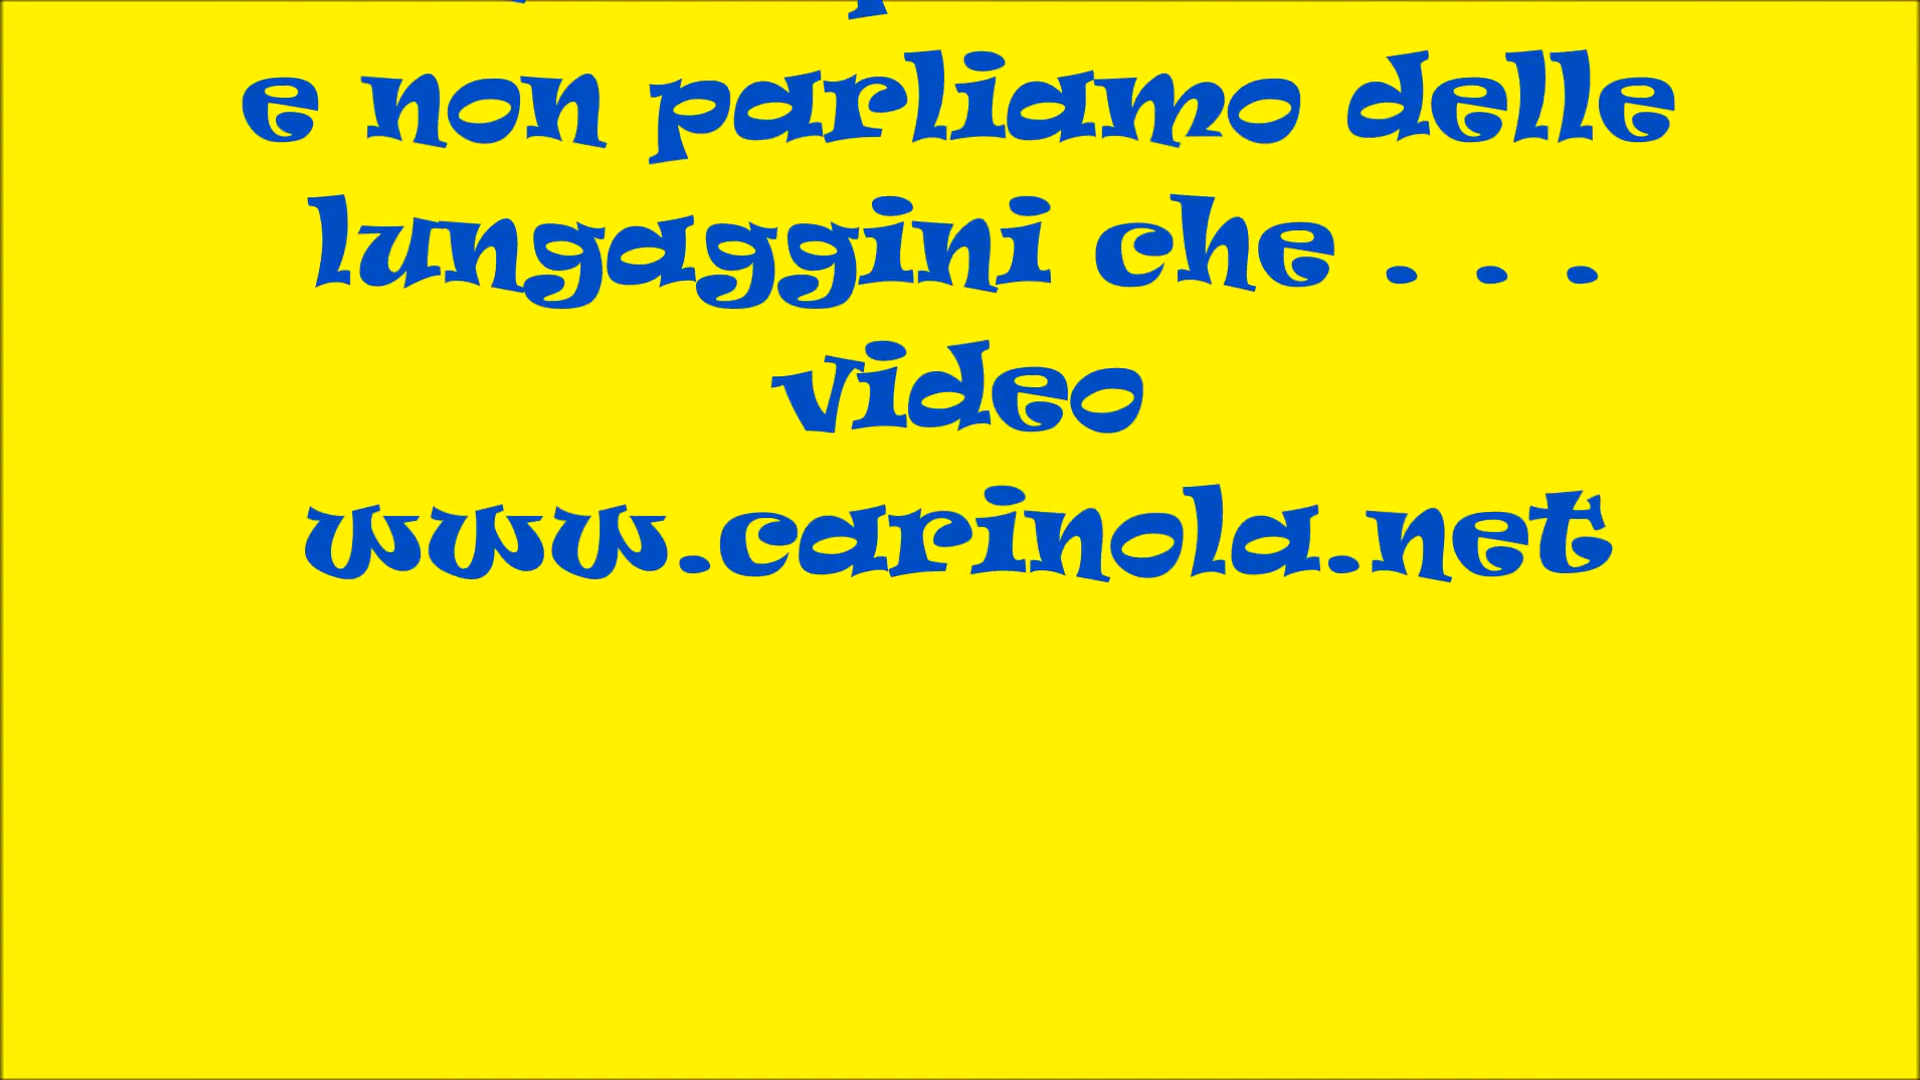 e non parliamo delle
lungaggini che . . .
video
www.carinola.net